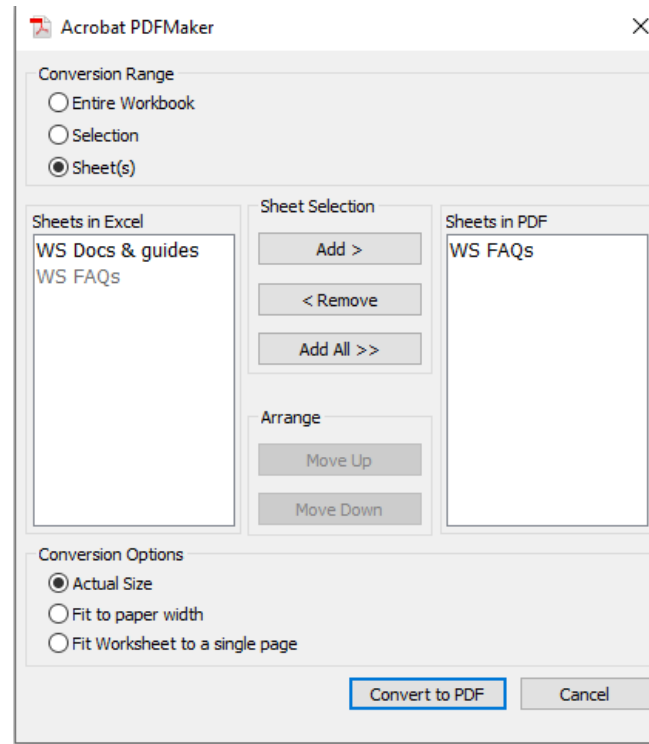 Acrobat PDFMaker
Conversion Range
Entire Workbook
Selection
Sheet(s)
Sheets in Excel
WS Docs & guides
WS FAQs
Sheet Selection
Add >
< Remove
Add All >>
Arrange
Move Up
Move Down
Sheets in PDF
WS FAQs
Conversion Options
Actual Size
Fit to paper width
Fit Worksheet to a single page
Convert to PDF
Cancel